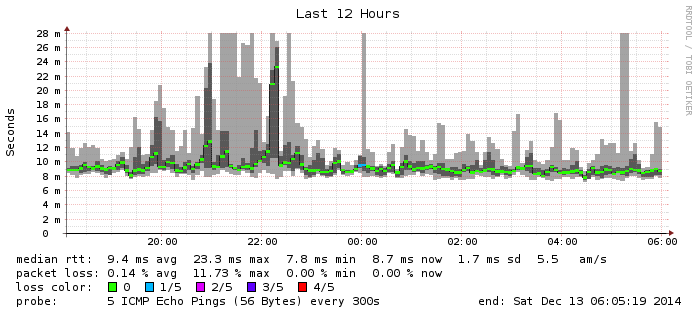 Last 12 Hours
RRDTOOL / TOBI OETIKER
Seconds
28 m
26 m
24 m
22 m
20 m
18 m
16 m
14 m
12 m
10 m
8 m
6 m
4 m
2 m
0
20:00 22:00 00:00 02:00 04:00 06:00
median rtt: 9.4 ms avg 23.3 ms max 7.8 ms min 8.7 ms now 1.7 ms sd 5.5 am/s
packet loss: 0.14 % avg 11.73 % max 0.00 % min 0.00 % now
loss color: 0 1/5 2/5 3/5 4/5
probe: 5 ICMP Echo Pings (56 Bytes) every 300s end: Sat Dec 13 06:05:19 2014